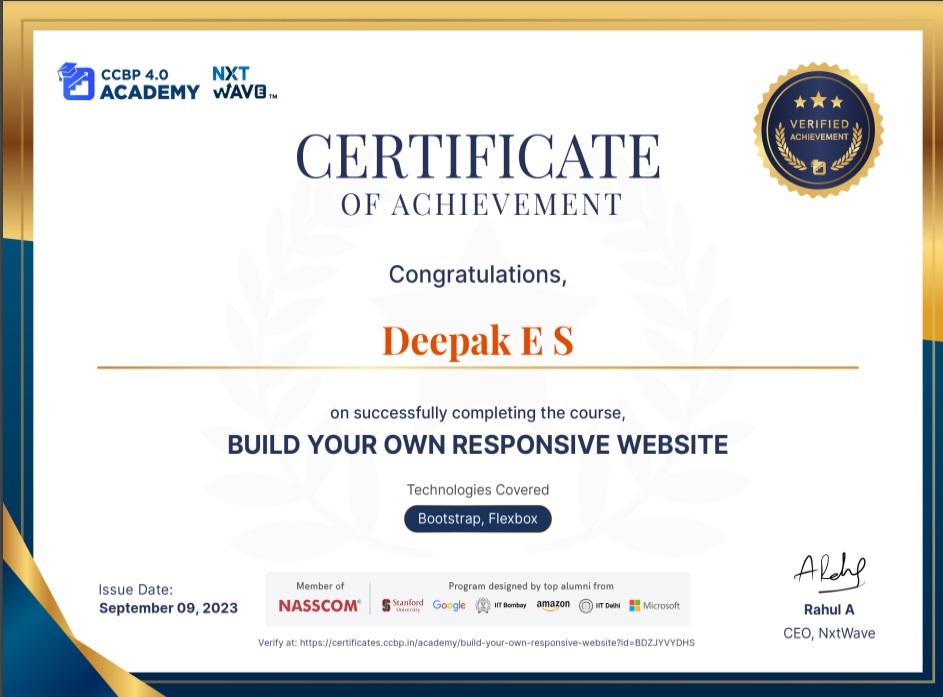 CCBP 4.0
ACADEMY
NXT
WAVE™
VERIFIED
ACHIEVEMENT
CERTIFICATE
OF ACHIEVEMENT
Congratulations,
Deepak E S
on successfully completing the course,
BUILD YOUR OWN RESPONSIVE WEBSITE
Technologies Covered
Bootstrap, Flexbox
Issue Date:
September 09, 2023
Member of
NASSCOM®
Program designed by top alumni from
Stanford University Google IIT Bombay amazon IIT Delhi Microsoft
Verify at: https://certificates.ccbp.in/academy/build-your-own-responsive-website?id=BDZJYVYDHS
Rahul A
CEO, NxtWave